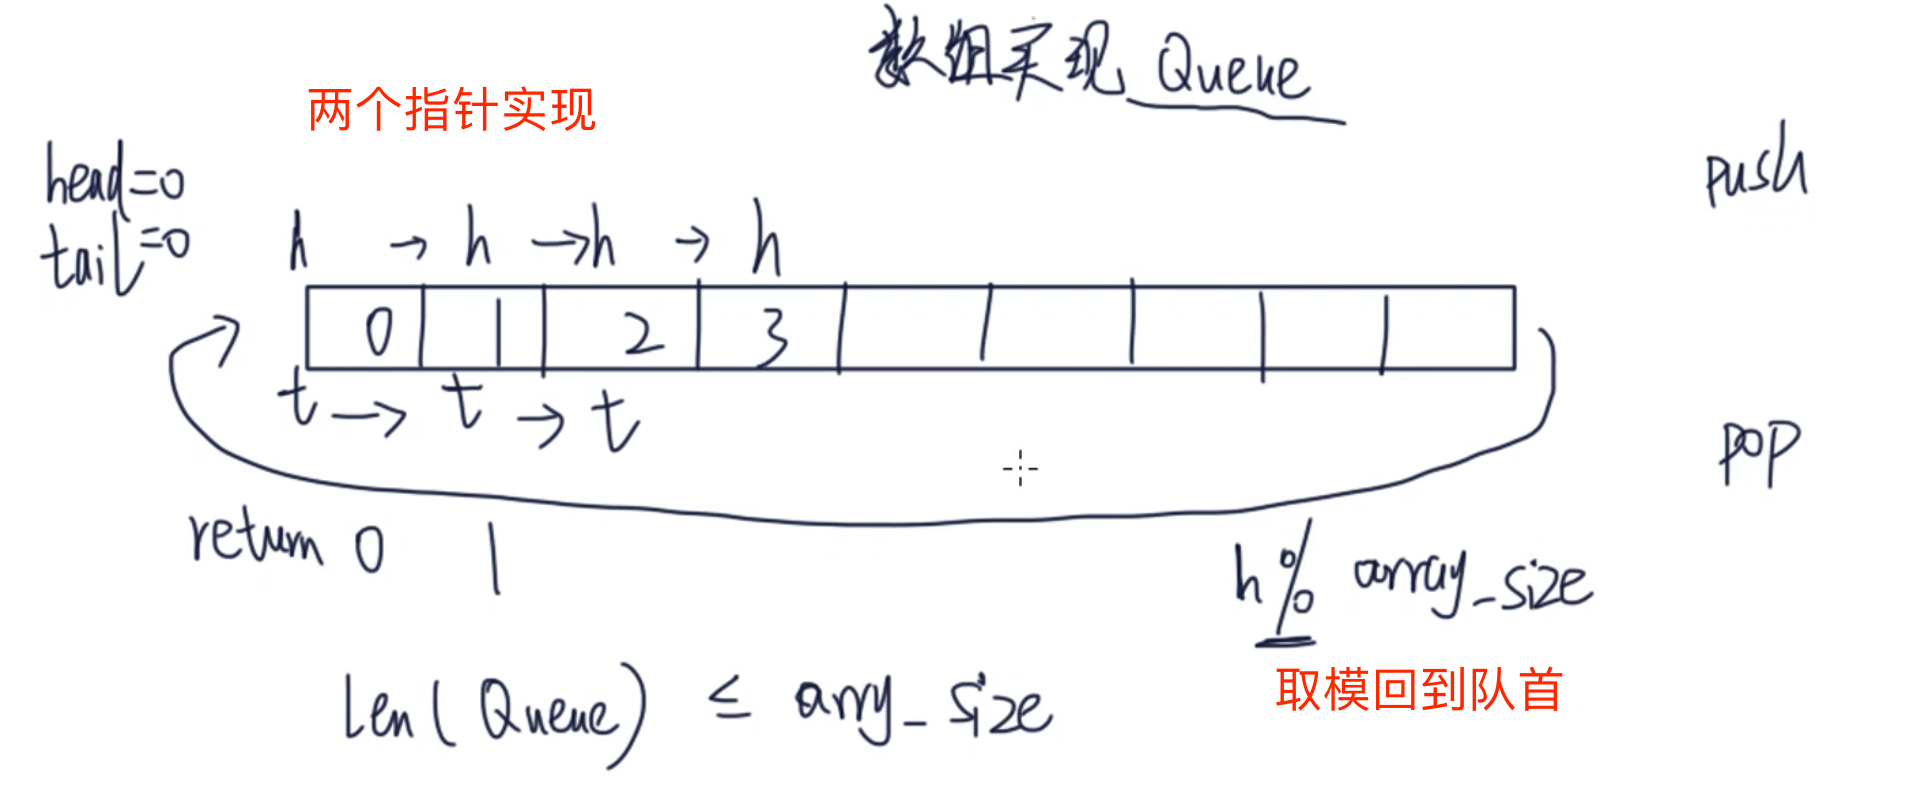 数组实现 Queue
两个指针实现
push
head=0
tail=0
h → h → h → h
0 1 2 3
t → t → t
pop
return 0 1
h % array_size
取模回到队首
len(Queue) ≤ arry_size